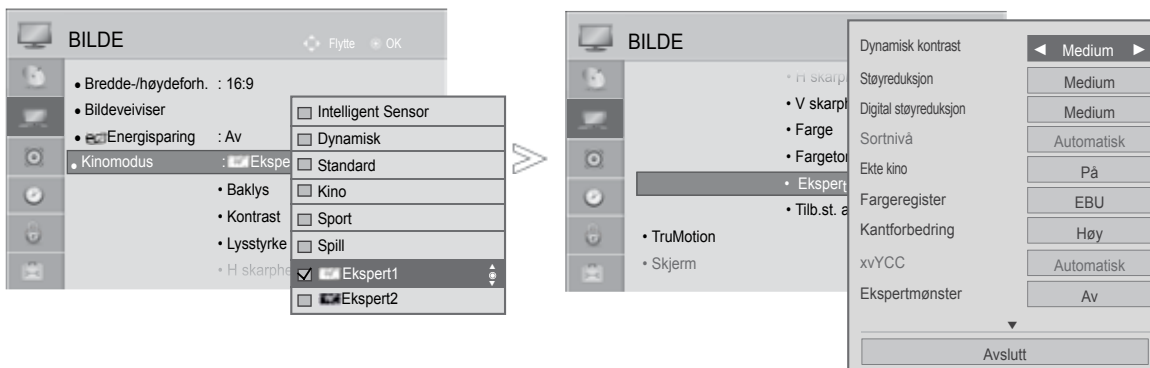 BILDE
Flytte OK
• Bredde-/høydeforh. : 16:9
• Bildeveiviser
• Energisparing : Av
• Kinomodus : Ekspe
• Baklys
• Kontrast
• Lysstyrke
• H skarphe
Intelligent Sensor
Dynamisk
Standard
Kino
Sport
Spill
Ekspert1
Ekspert2
BILDE
• H skarp
• V skarph
• Farge
• Fargeton
• Ekspert
• Tilb.st. a
• TruMotion
• Skjerm
Dynamisk kontrast ◄ Medium ►
Støyreduksjon Medium
Digital støyreduksjon Medium
Sortnivå Automatisk
Ekte kino På
Fargeregister EBU
Kantforbedring Høy
xvYCC Automatisk
Ekspertmønster Av
▼
Avslutt